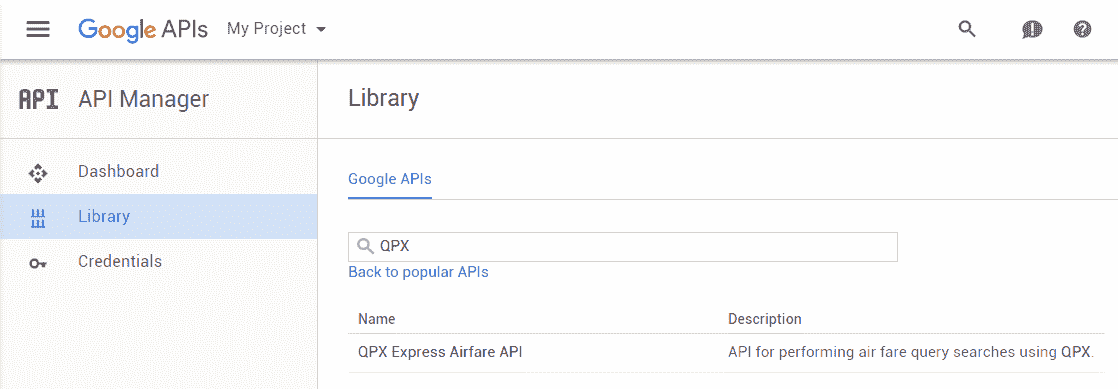 Google APIs My Project
API API Manager
Library
Dashboard
Library
Credentials
Google APIs
QPX
Back to popular APIs
Name Description
QPX Express Airfare API API for performing air fare query searches using QPX.